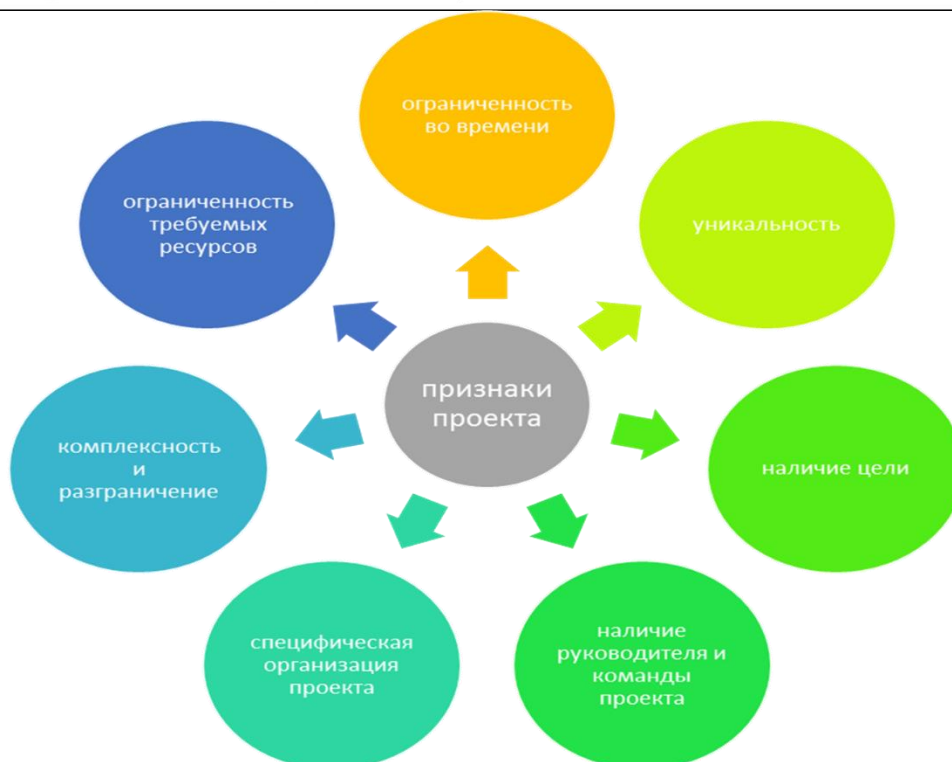 ограниченность
во времени
уникальность
наличие цели
наличие
руководителя и
команды
проекта
специфическая
организация
проекта
комплексность
и
разграничение
ограниченность
требуемых
ресурсов
признаки
проекта